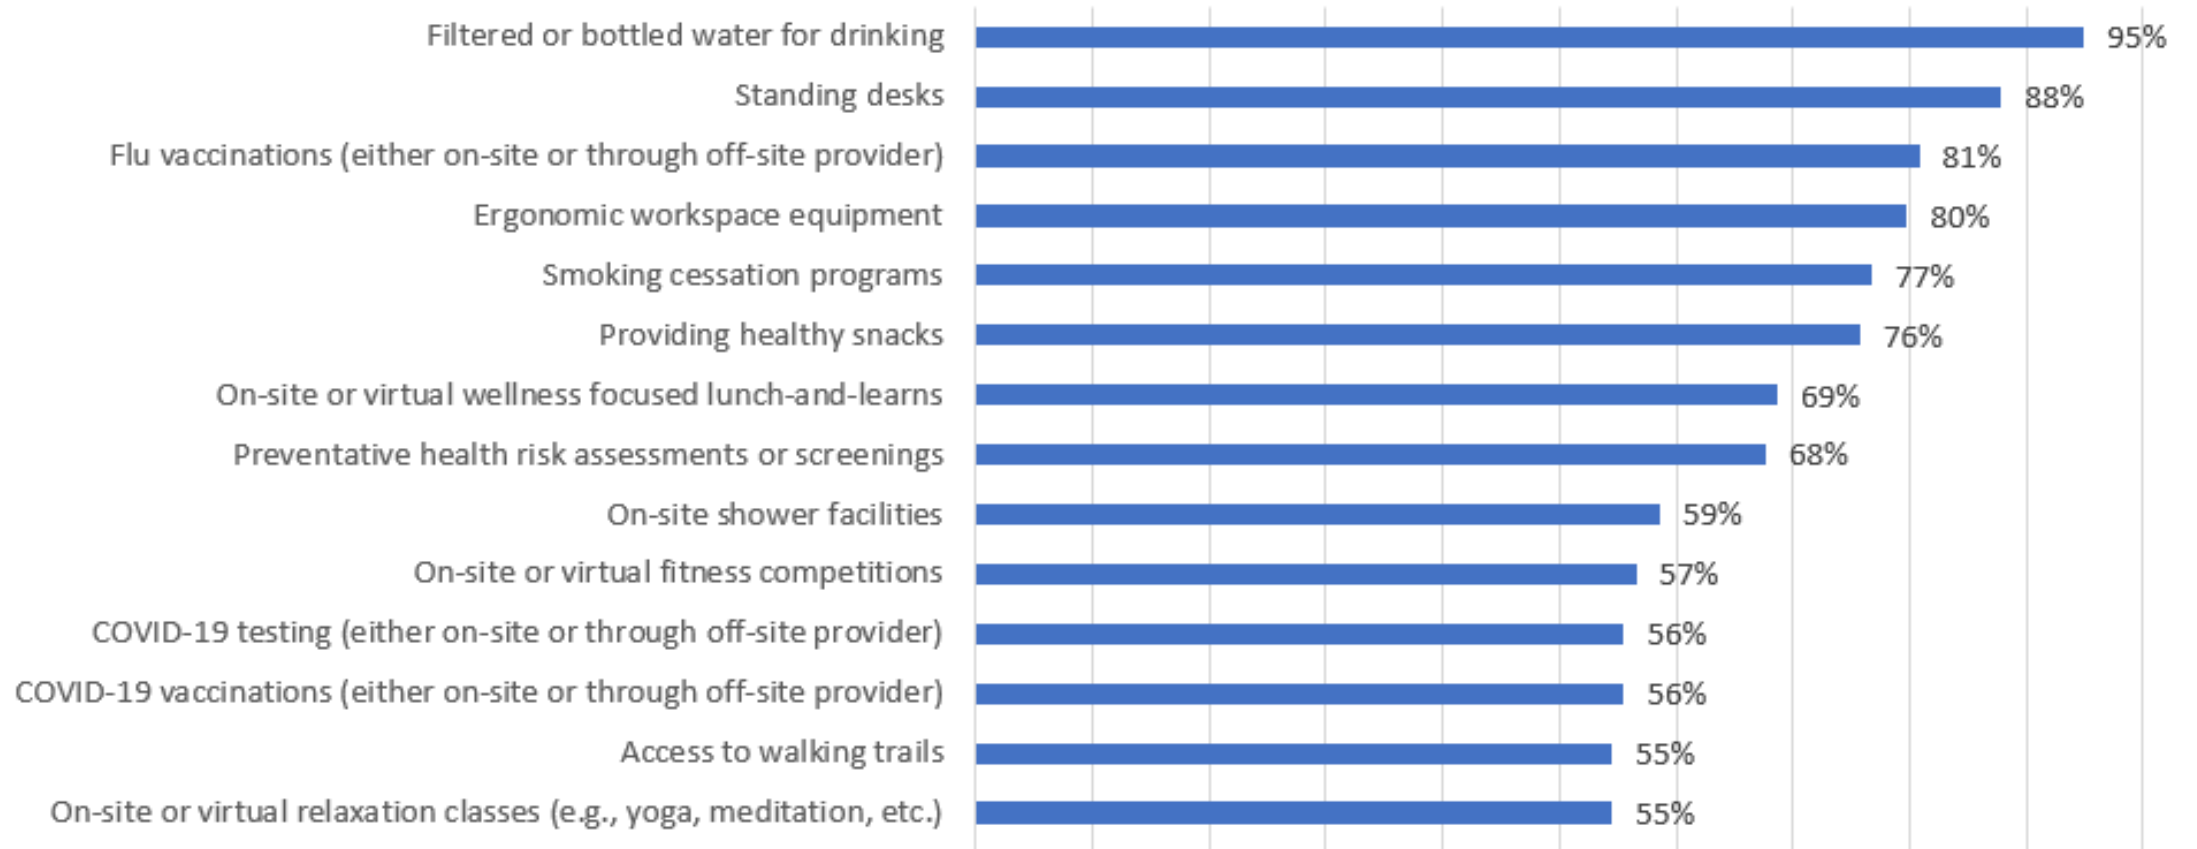 Filtered or bottled water for drinking 95%
Standing desks 88%
Flu vaccinations (either on-site or through off-site provider) 81%
Ergonomic workspace equipment 80%
Smoking cessation programs 77%
Providing healthy snacks 76%
On-site or virtual wellness focused lunch-and-learns 69%
Preventative health risk assessments or screenings 68%
On-site shower facilities 59%
On-site or virtual fitness competitions 57%
COVID-19 testing (either on-site or through off-site provider) 56%
COVID-19 vaccinations (either on-site or through off-site provider) 56%
Access to walking trails 55%
On-site or virtual relaxation classes (e.g., yoga, meditation, etc.) 55%